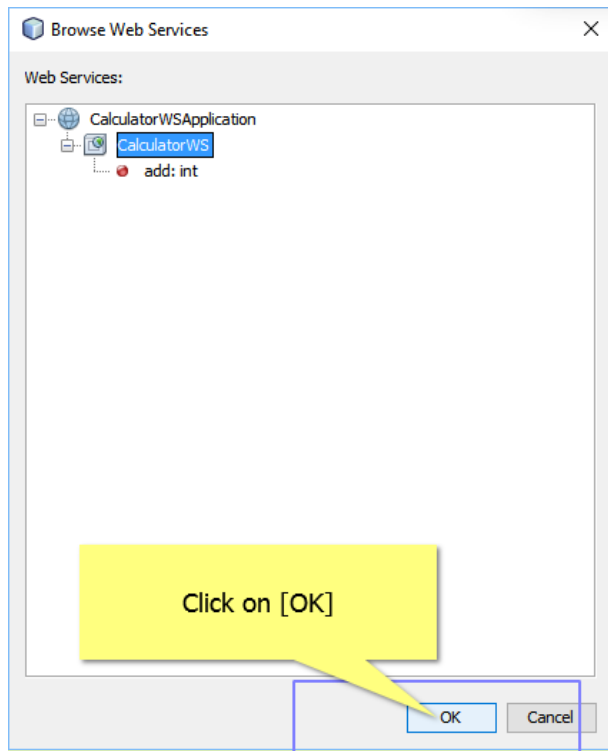 Browse Web Services
Web Services:
CalculatorWSApplication
CalculatorWS
add: int
Click on [OK]
OK Cancel